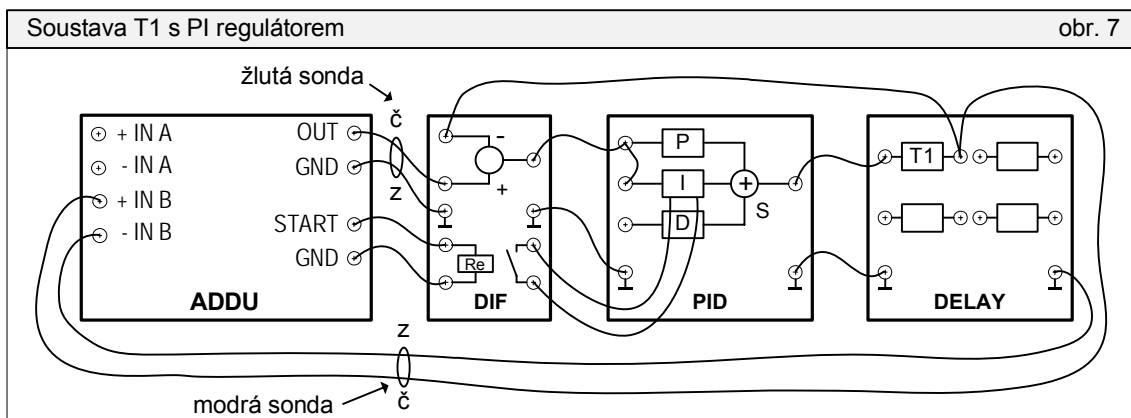 Soustava T1 s PI regulátorem
obr. 7
žlutá sonda
č
z
+ IN A
- IN A
+ IN B
- IN B
OUT
GND
START
GND
ADDU
-
+
Re
DIF
P
I
D
+
S
PID
T1
DELAY
z
č
modrá sonda